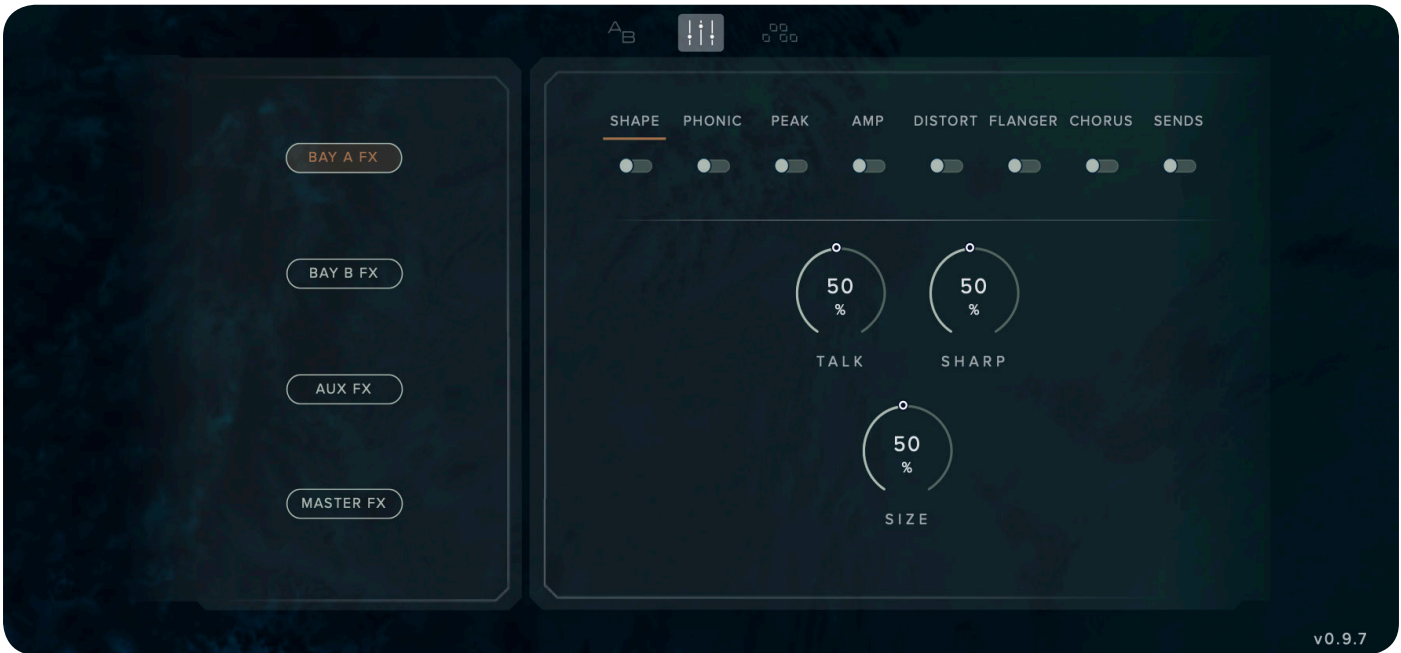 AB
BAY A FX
BAY B FX
AUX FX
MASTER FX
SHAPE PHONIC PEAK AMP DISTORT FLANGER CHORUS SENDS
50 50
% %
TALK SHARP
50
%
SIZE
v0.9.7